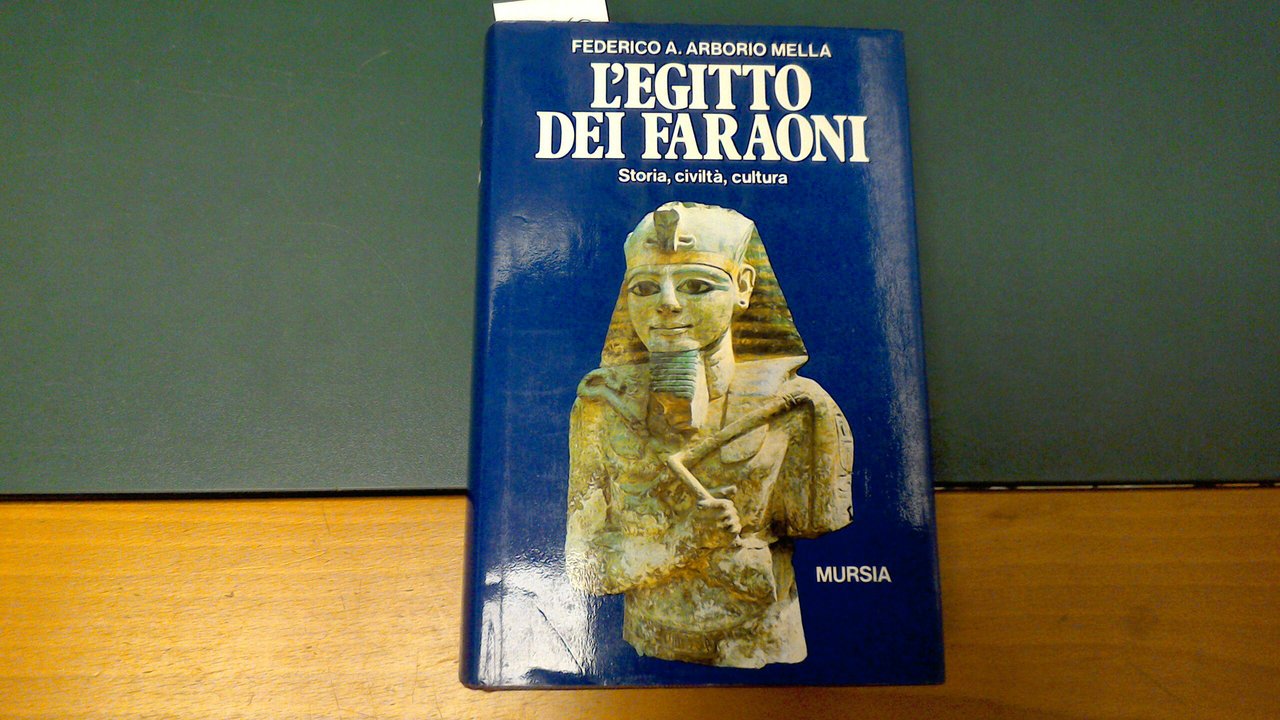 FEDERICO A. ARBORIO MELLA
L'EGITTO
DEI FARAONI
Storia, civiltà, cultura
MURSIA